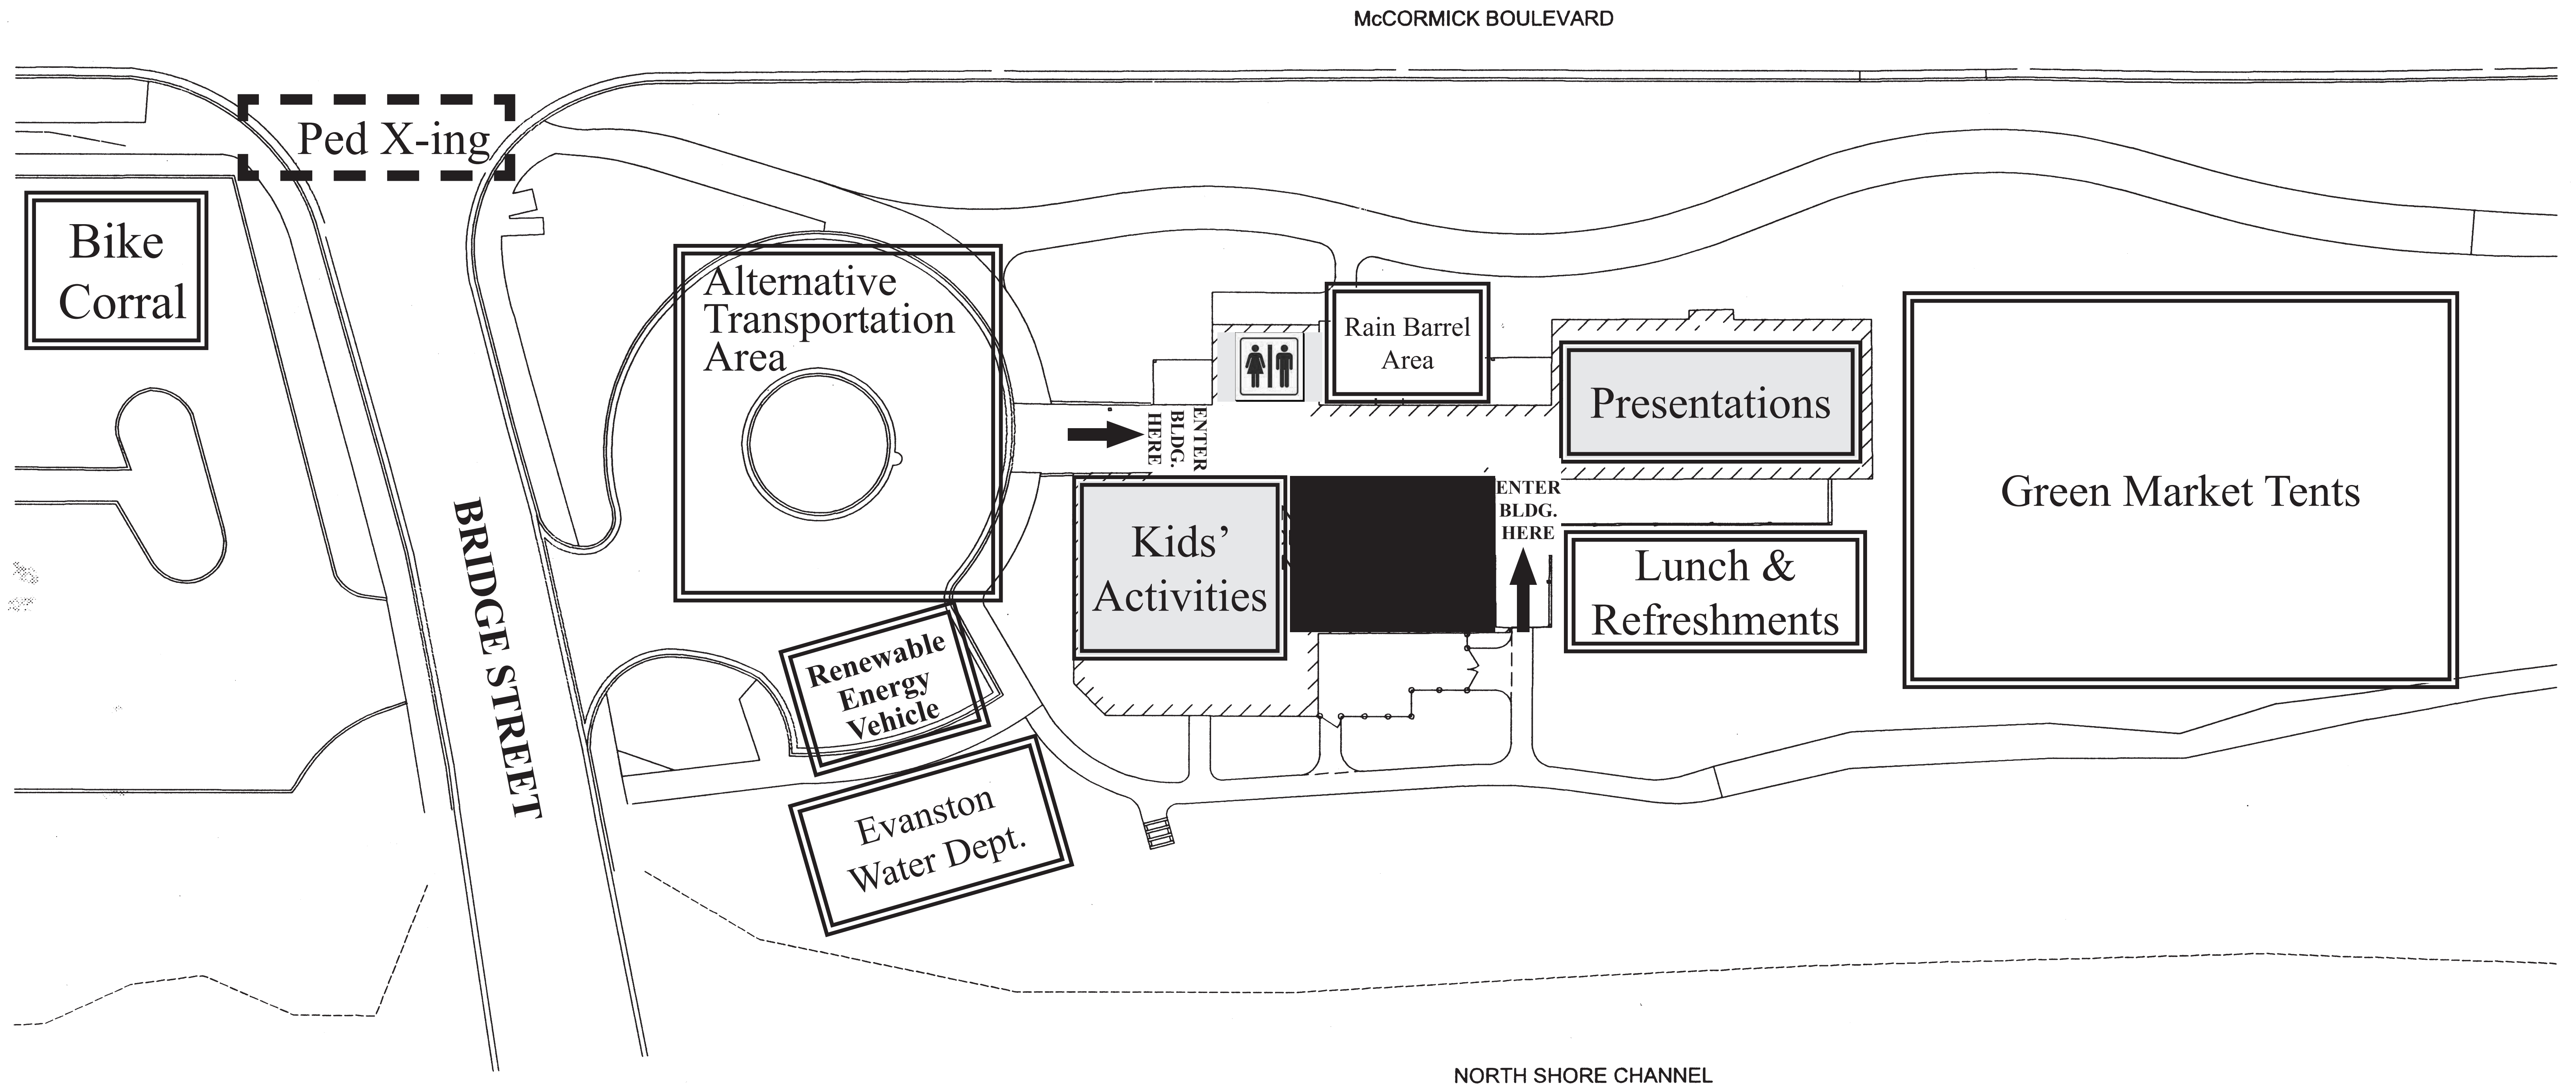 McCORMICK BOULEVARD
Ped X-ing
Bike
Corral
Alternative
Transportation
Area
Rain Barrel
Area
Presentations
ENTER
BLDG.
HERE
Green Market Tents
ENTER
BLDG.
HERE
Kids’
Activities
Lunch &
Refreshments
BRIDGE STREET
Renewable
Energy
Vehicle
Evanston
Water Dept.
NORTH SHORE CHANNEL